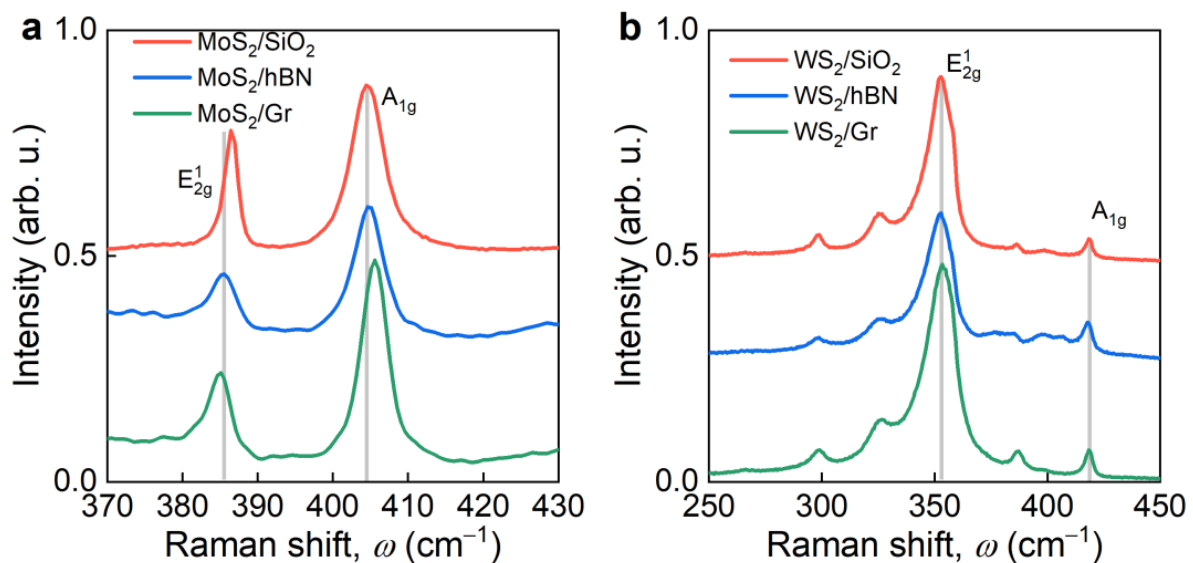 a
1.0
MoS₂/SiO₂
MoS₂/hBN
MoS₂/Gr
A₁g
E¹₂g
0.5
0.0
Intensity (arb. u.)
370 380 390 400 410 420 430
Raman shift, ω (cm⁻¹)
b
1.0
WS₂/SiO₂
WS₂/hBN
WS₂/Gr
E¹₂g
A₁g
0.5
0.0
Intensity (arb. u.)
250 300 350 400 450
Raman shift, ω (cm⁻¹)